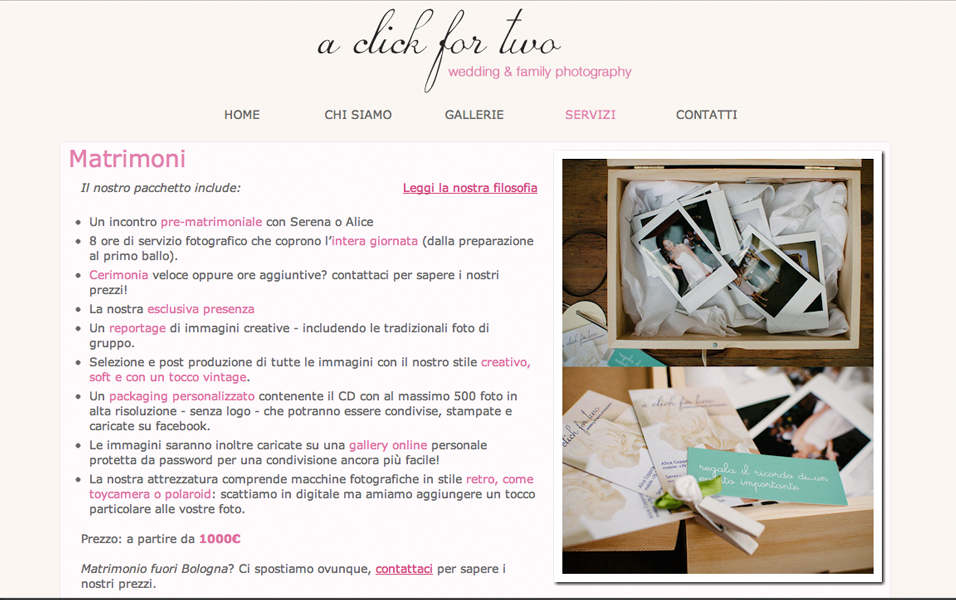 a click for two
wedding & family photography
HOME CHI SIAMO GALLERIE SERVIZI CONTATTI
Matrimoni
Il nostro pacchetto include: Leggi la nostra filosofia
Un incontro pre-matrimoniale con Serena o Alice
8 ore di servizio fotografico che coprono l'intera giornata (dalla preparazione
al primo ballo).
Cerimonia veloce oppure ore aggiuntive? contattaci per sapere i nostri
prezzi!
La nostra esclusiva presenza
Un reportage di immagini creative - includendo le tradizionali foto di
gruppo.
Selezione e post produzione di tutte le immagini con il nostro stile creativo,
soft e con un tocco vintage.
Un packaging personalizzato contenente il CD con al massimo 500 foto in
alta risoluzione - senza logo - che potranno essere condivise, stampate e
caricate su facebook.
Le immagini saranno inoltre caricate su una gallery online personale
protetta da password per una condivisione ancora più facile!
La nostra attrezzatura comprende macchine fotografiche in stile retro, come
toycamera o polaroid: scattiamo in digitale ma amiamo aggiungere un tocco
particolare alle vostre foto.
Prezzo: a partire da 1000€
Matrimonio fuori Bologna? Ci spostiamo ovunque, contattaci per sapere i
nostri prezzi.
a click for two
click for two
Alice
regala il ricordo di un
importante